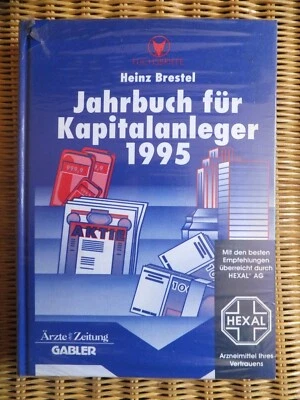 Heinz Brestel
Jahrbuch für
Kapitalanleger
1995
AKTIE
Mit den besten
Empfehlungen
überreicht durch
HEXAL® AG
HEXAL
Arzneimittel Ihres
Vertrauens
Ärzte Zeitung
GABLER